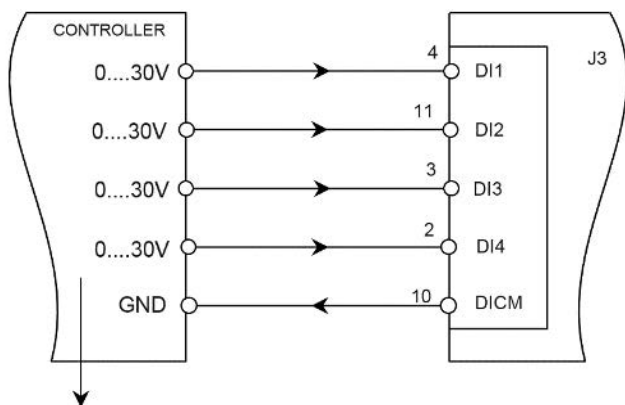 CONTROLLER
J3
0....30V 4 DI1
0....30V 11 DI2
0....30V 3 DI3
0....30V 2 DI4
GND 10 DICM